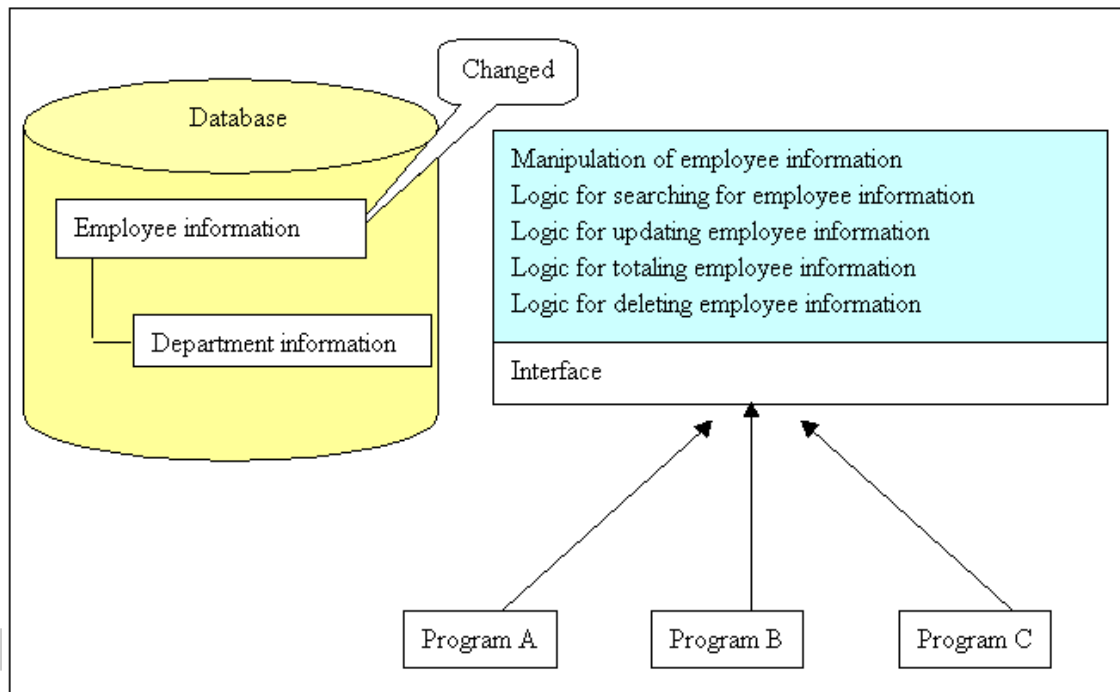 Changed
Database
Employee information
Department information
Manipulation of employee information
Logic for searching for employee information
Logic for updating employee information
Logic for totaling employee information
Logic for deleting employee information
Interface
Program A
Program B
Program C